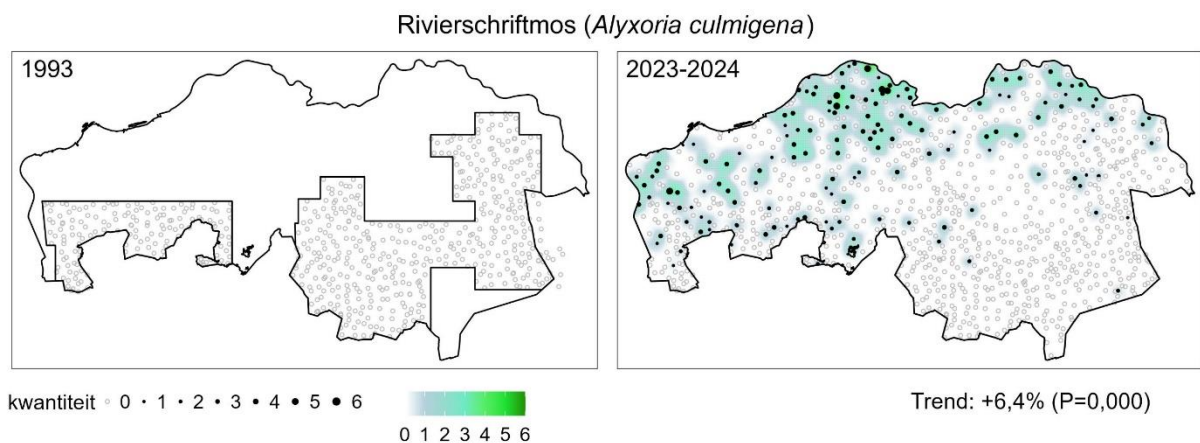 Rivierschriftmos (Alyxoria culmigena)
1993
2023-2024
kwantiteit 0 1 2 3 4 5 6
0 1 2 3 4 5 6
Trend: +6,4% (P=0,000)